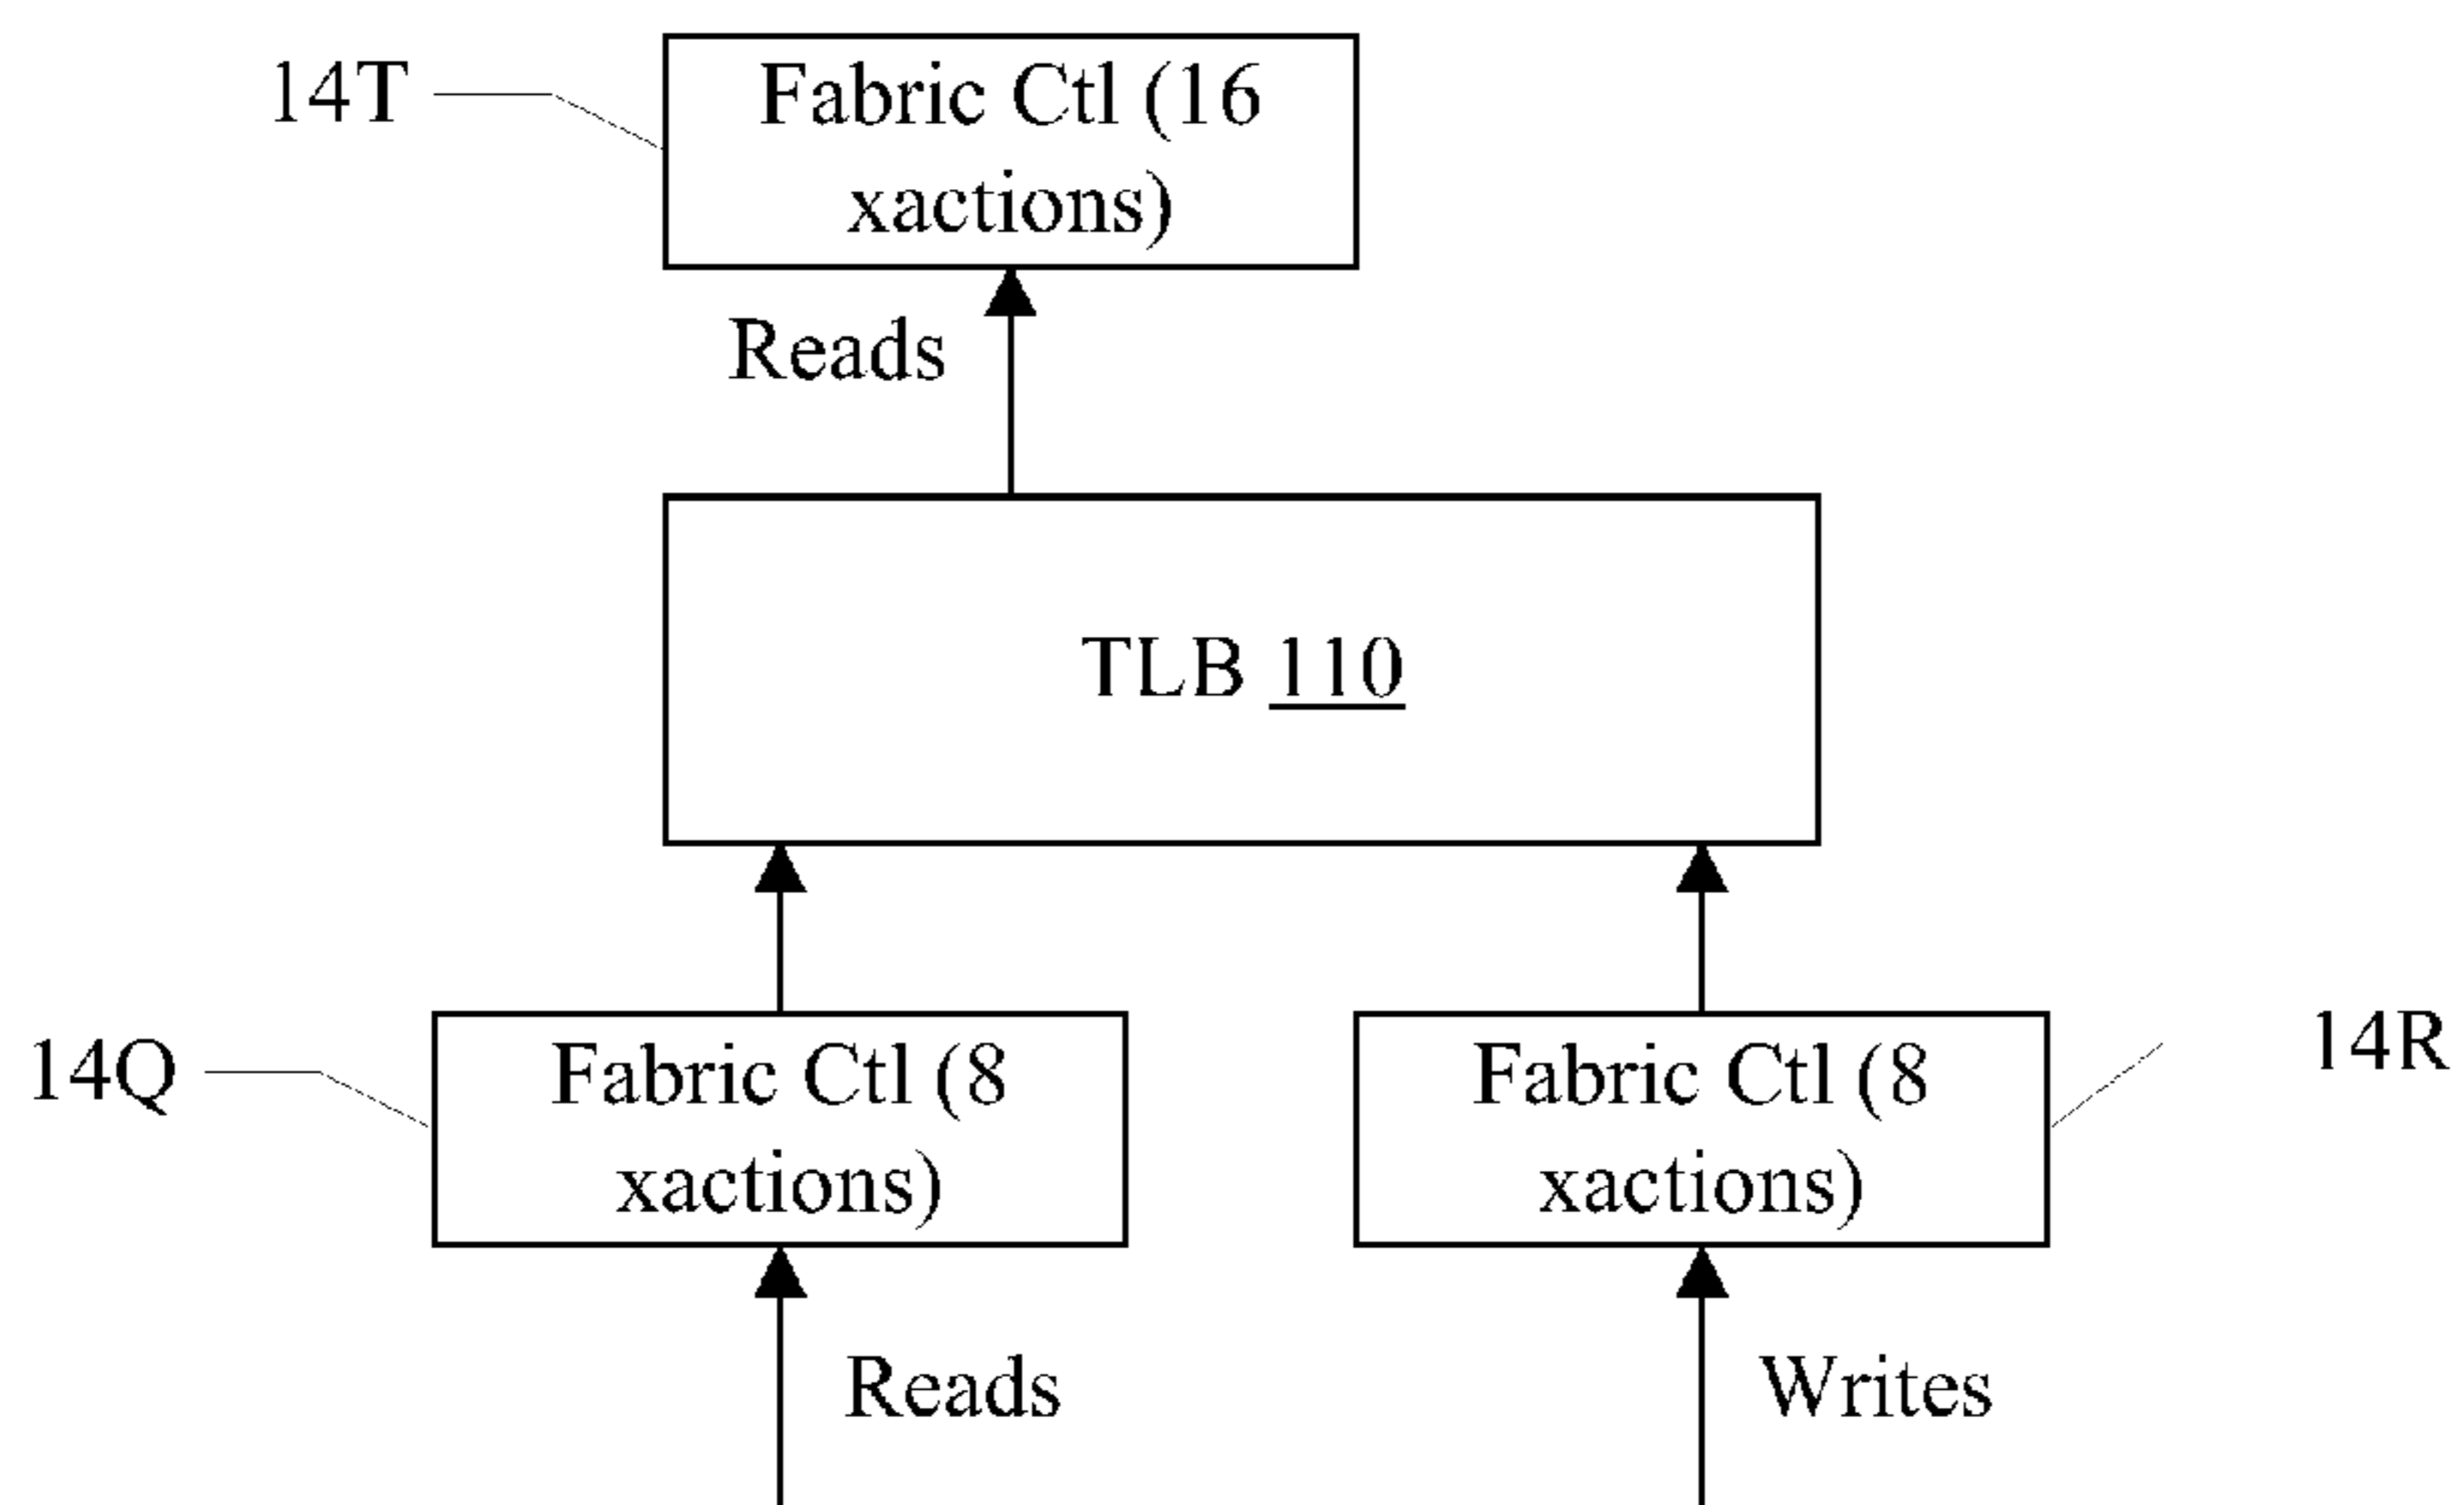 14T
Fabric Ctl (16
xactions)
Reads
TLB 110
14Q
Fabric Ctl (8
xactions)
Fabric Ctl (8
xactions)
14R
Reads
Writes